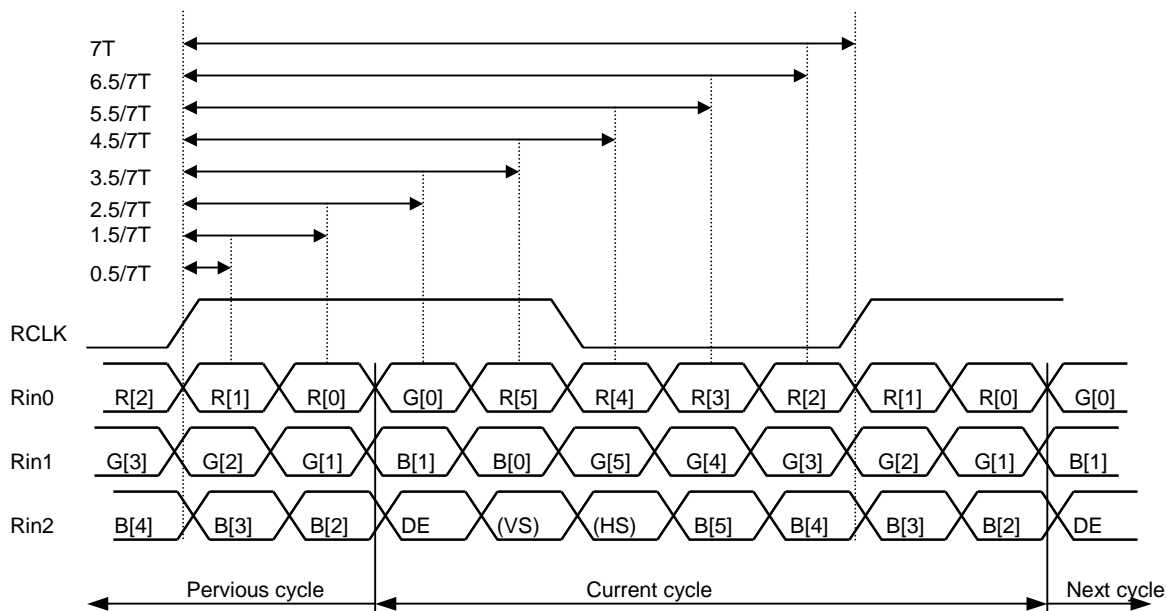 7T
6.5/7T
5.5/7T
4.5/7T
3.5/7T
2.5/7T
1.5/7T
0.5/7T
RCLK
Rin0 R[2] R[1] R[0] G[0] R[5] R[4] R[3] R[2] R[1] R[0] G[0]
Rin1 G[3] G[2] G[1] B[1] B[0] G[5] G[4] G[3] G[2] G[1] B[1]
Rin2 B[4] B[3] B[2] DE (VS) (HS) B[5] B[4] B[3] B[2] DE
Pervious cycle Current cycle Next cycle